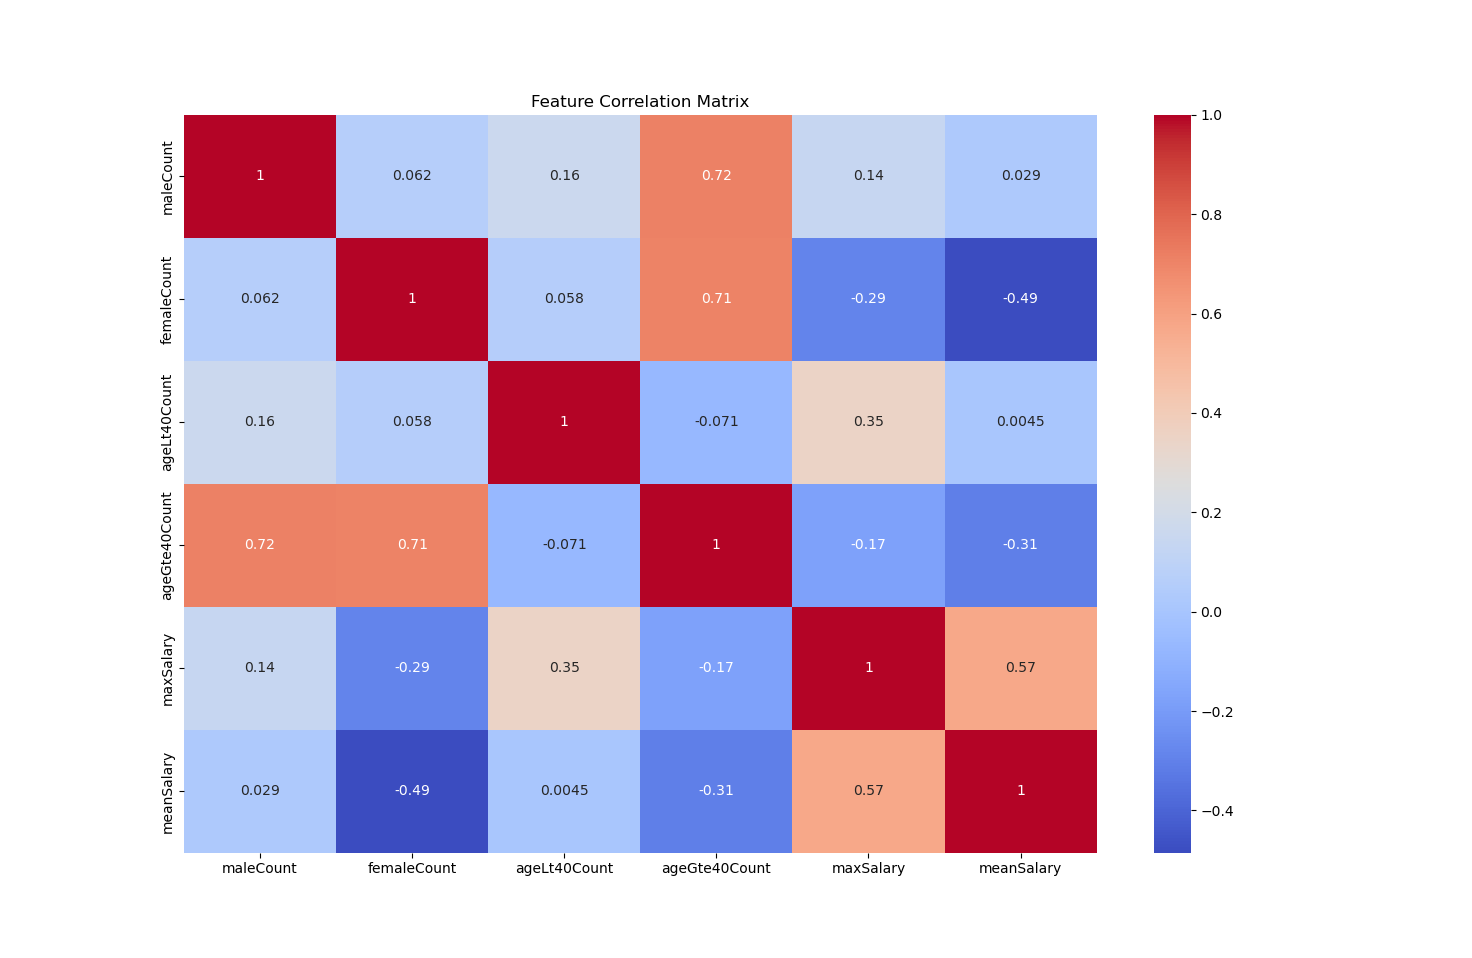 Feature Correlation Matrix
maleCount 1 0.062 0.16 0.72 0.14 0.029
femaleCount 0.062 1 0.058 0.71 -0.29 -0.49
ageLt40Count 0.16 0.058 1 -0.071 0.35 0.0045
ageGte40Count 0.72 0.71 -0.071 1 -0.17 -0.31
maxSalary 0.14 -0.29 0.35 -0.17 1 0.57
meanSalary 0.029 -0.49 0.0045 -0.31 0.57 1
maleCount femaleCount ageLt40Count ageGte40Count maxSalary meanSalary
1.0
0.8
0.6
0.4
0.2
0.0
−0.2
−0.4